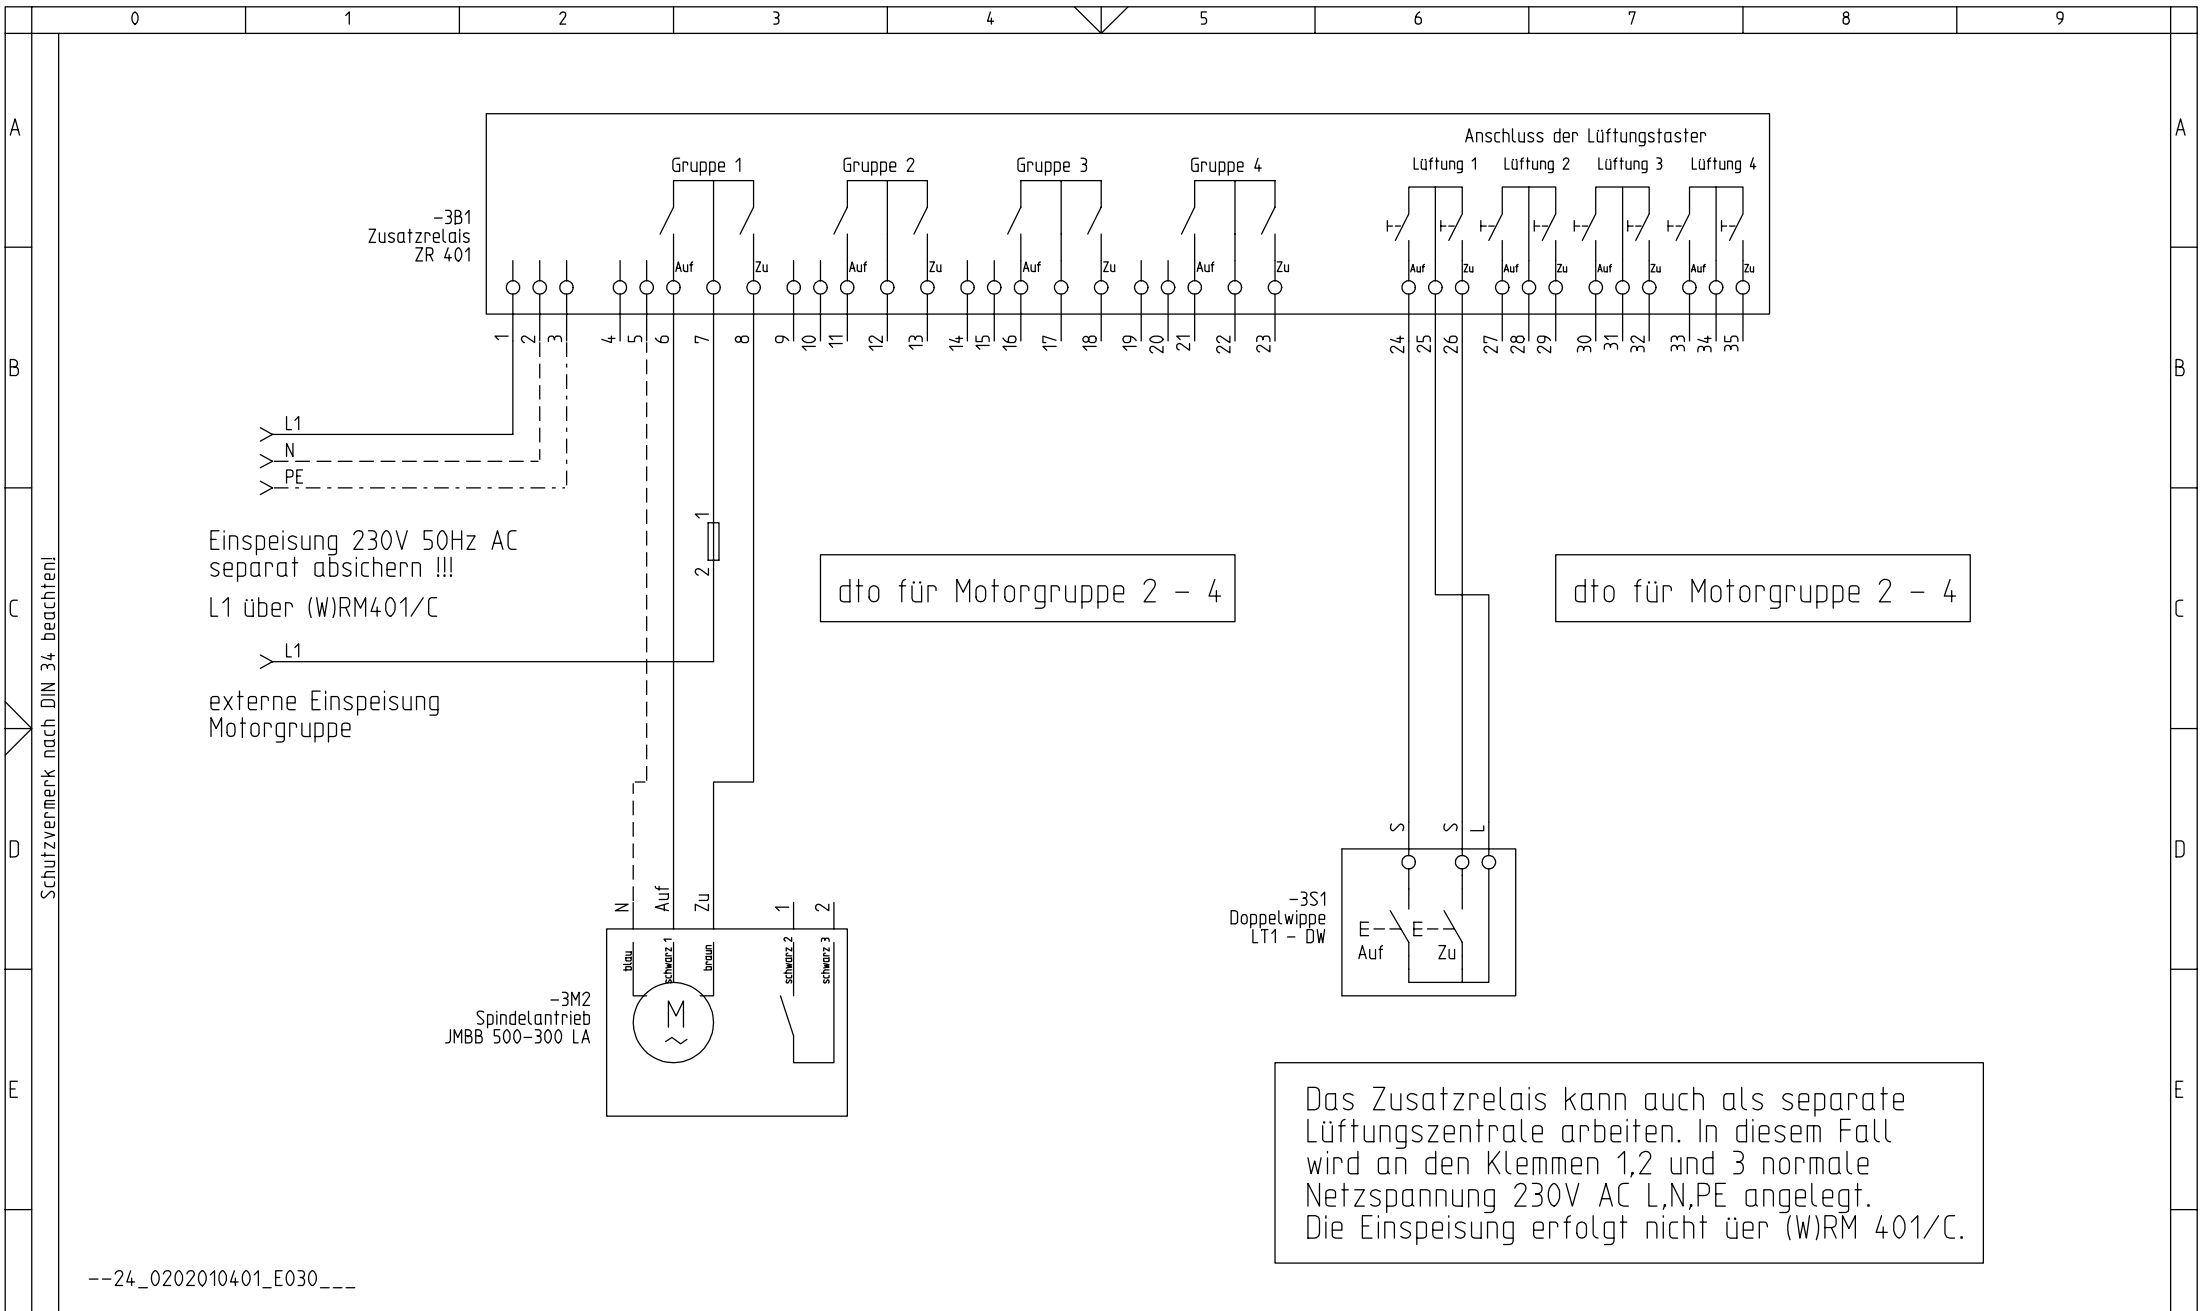 0 1 2 3 4 5 6 7 8 9
A A
Anschluss der Lüftungstaster
Gruppe 1 Gruppe 2 Gruppe 3 Gruppe 4
Lüftung 1 Lüftung 2 Lüftung 3 Lüftung 4
-3B1
Zusatzrelais
ZR 401
Auf Zu Auf Zu Auf Zu Auf Zu Auf Zu Auf Zu Auf Zu Auf Zu
1 2 3 4 5 6 7 8 9 10 11 12 13 14 15 16 17 18 19 20 21 22 23 24 25 26 27 28 29 30 31 32 33 34 35
B B
L1
N
PE
1
2
Einspeisung 230V 50Hz AC
separat absichern !!!
L1 über (W)RM401/C
dto für Motorgruppe 2 - 4
dto für Motorgruppe 2 - 4
C C
L1
externe Einspeisung
Motorgruppe
Schutzvermerk nach DIN 34 beachten!
D D
S S L
N Auf Zu 1 2
blau schwarz 1 braun schwarz 2 schwarz 3
-3S1
Doppelwippe
LT1 - DW
E E
Auf Zu
-3M2
Spindelantrieb
JMBB 500-300 LA
M
~
E E
Das Zusatzrelais kann auch als separate
Lüftungszentrale arbeiten. In diesem Fall
wird an den Klemmen 1,2 und 3 normale
Netzspannung 230V AC L,N,PE angelegt.
Die Einspeisung erfolgt nicht üer (W)RM 401/C.
--24_0202010401_E030___